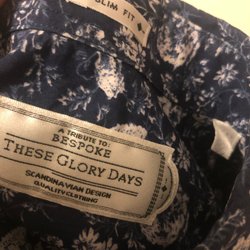 SLIM FIT
A TRIBUTE TO:
BESPOKE
THESE GLORY DAYS
SCANDINAVIAN DESIGN
QUALITY CLOTHING